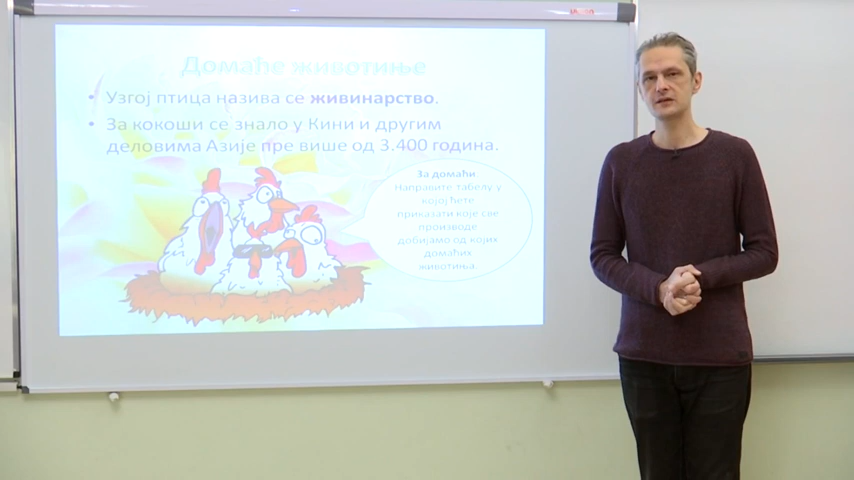 Домаће животиње
• Узгој птица назива се живинарство.
• За кокоши се знало у Кини и другим
деловима Азије пре више од 3.400 година.
За домаћи
Направите табелу у
којој ћете
приказати које све
производе
добијамо од којих
домаћих
животиња